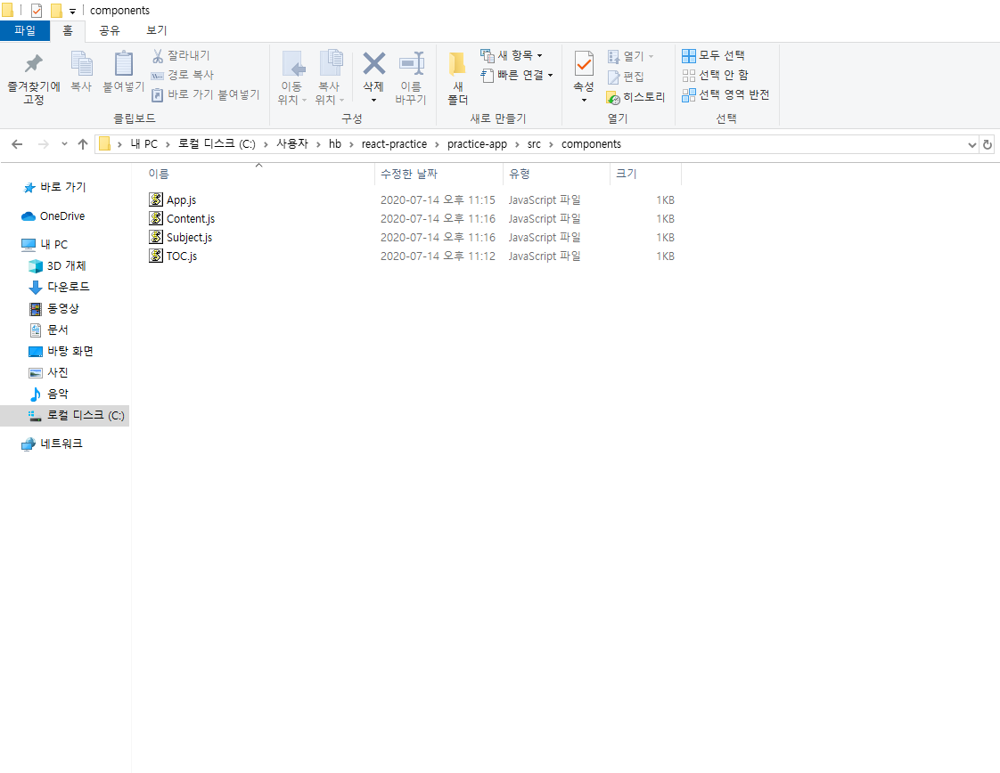 components
파일 홈 공유 보기
즐겨찾기에 고정
복사
붙여넣기
잘라내기
경로 복사
바로 가기 붙여넣기
클립보드
이동 위치
복사 위치
삭제
이름 바꾸기
구성
새 폴더
새 항목
빠른 연결
새로 만들기
속성
열기
편집
히스토리
열기
모두 선택
선택 안 함
선택 영역 반전
선택
내 PC > 로컬 디스크 (C:) > 사용자 > hb > react-practice > practice-app > src > components
이름 수정한 날짜 유형 크기
App.js 2020-07-14 오후 11:15 JavaScript 파일 1KB
Content.js 2020-07-14 오후 11:16 JavaScript 파일 1KB
Subject.js 2020-07-14 오후 11:16 JavaScript 파일 1KB
TOC.js 2020-07-14 오후 11:12 JavaScript 파일 1KB
바로 가기
OneDrive
내 PC
3D 개체
다운로드
동영상
문서
바탕 화면
사진
음악
로컬 디스크 (C:)
네트워크